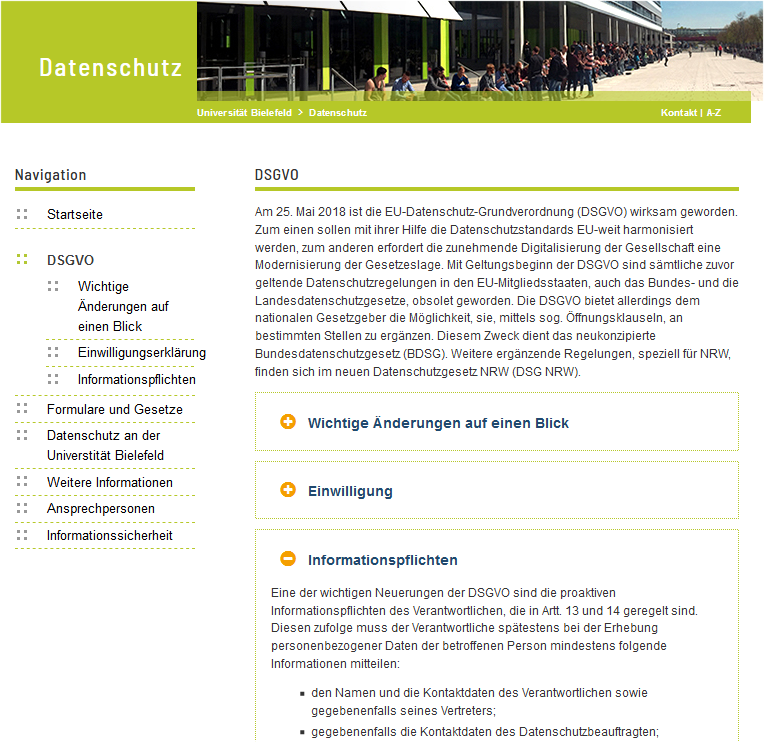 Datenschutz
Universität Bielefeld > Datenschutz
Kontakt | A-Z
Navigation
Startseite
DSGVO
Wichtige
Änderungen auf
einen Blick
Einwilligungserklärung
Informationspflichten
Formulare und Gesetze
Datenschutz an der
Universtität Bielefeld
Weitere Informationen
Ansprechpersonen
Informationssicherheit
DSGVO
Am 25. Mai 2018 ist die EU-Datenschutz-Grundverordnung (DSGVO) wirksam geworden.
Zum einen sollen mit ihrer Hilfe die Datenschutzstandards EU-weit harmonisiert
werden, zum anderen erfordert die zunehmende Digitalisierung der Gesellschaft eine
Modernisierung der Gesetzeslage. Mit Geltungsbeginn der DSGVO sind sämtliche zuvor
geltende Datenschutzregelungen in den EU-Mitgliedsstaaten, auch das Bundes- und die
Landesdatenschutzgesetze, obsolet geworden. Die DSGVO bietet allerdings dem
nationalen Gesetzgeber die Möglichkeit, sie, mittels sog. Öffnungsklauseln, an
bestimmten Stellen zu ergänzen. Diesem Zweck dient das neukonzipierte
Bundesdatenschutzgesetz (BDSG). Weitere ergänzende Regelungen, speziell für NRW,
finden sich im neuen Datenschutzgesetz NRW (DSG NRW).
Wichtige Änderungen auf einen Blick
Einwilligung
Informationspflichten
Eine der wichtigen Neuerungen der DSGVO sind die proaktiven
Informationspflichten des Verantwortlichen, die in Artt. 13 und 14 geregelt sind.
Diesen zufolge muss der Verantwortliche spätestens bei der Erhebung
personenbezogener Daten der betroffenen Person mindestens folgende
Informationen mitteilen:
den Namen und die Kontaktdaten des Verantwortlichen sowie
gegebenenfalls seines Vertreters;
gegebenenfalls die Kontaktdaten des Datenschutzbeauftragten;